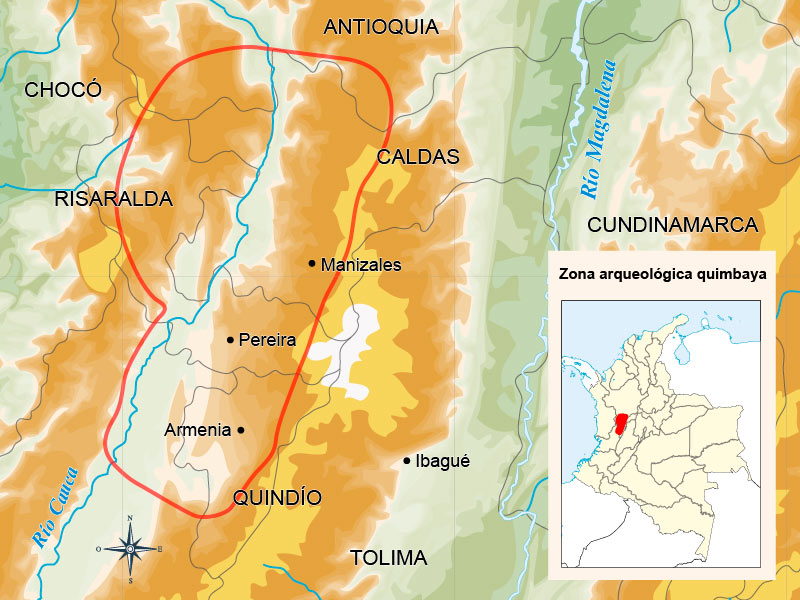 ANTIOQUIA
CHOCÓ
Río Magdalena
CALDAS
RISARALDA
CUNDINAMARCA
Manizales
Zona arqueológica quimbaya
Pereira
Armenia
Ibagué
QUINDÍO
Río Cauca
TOLIMA
N
O
E
S